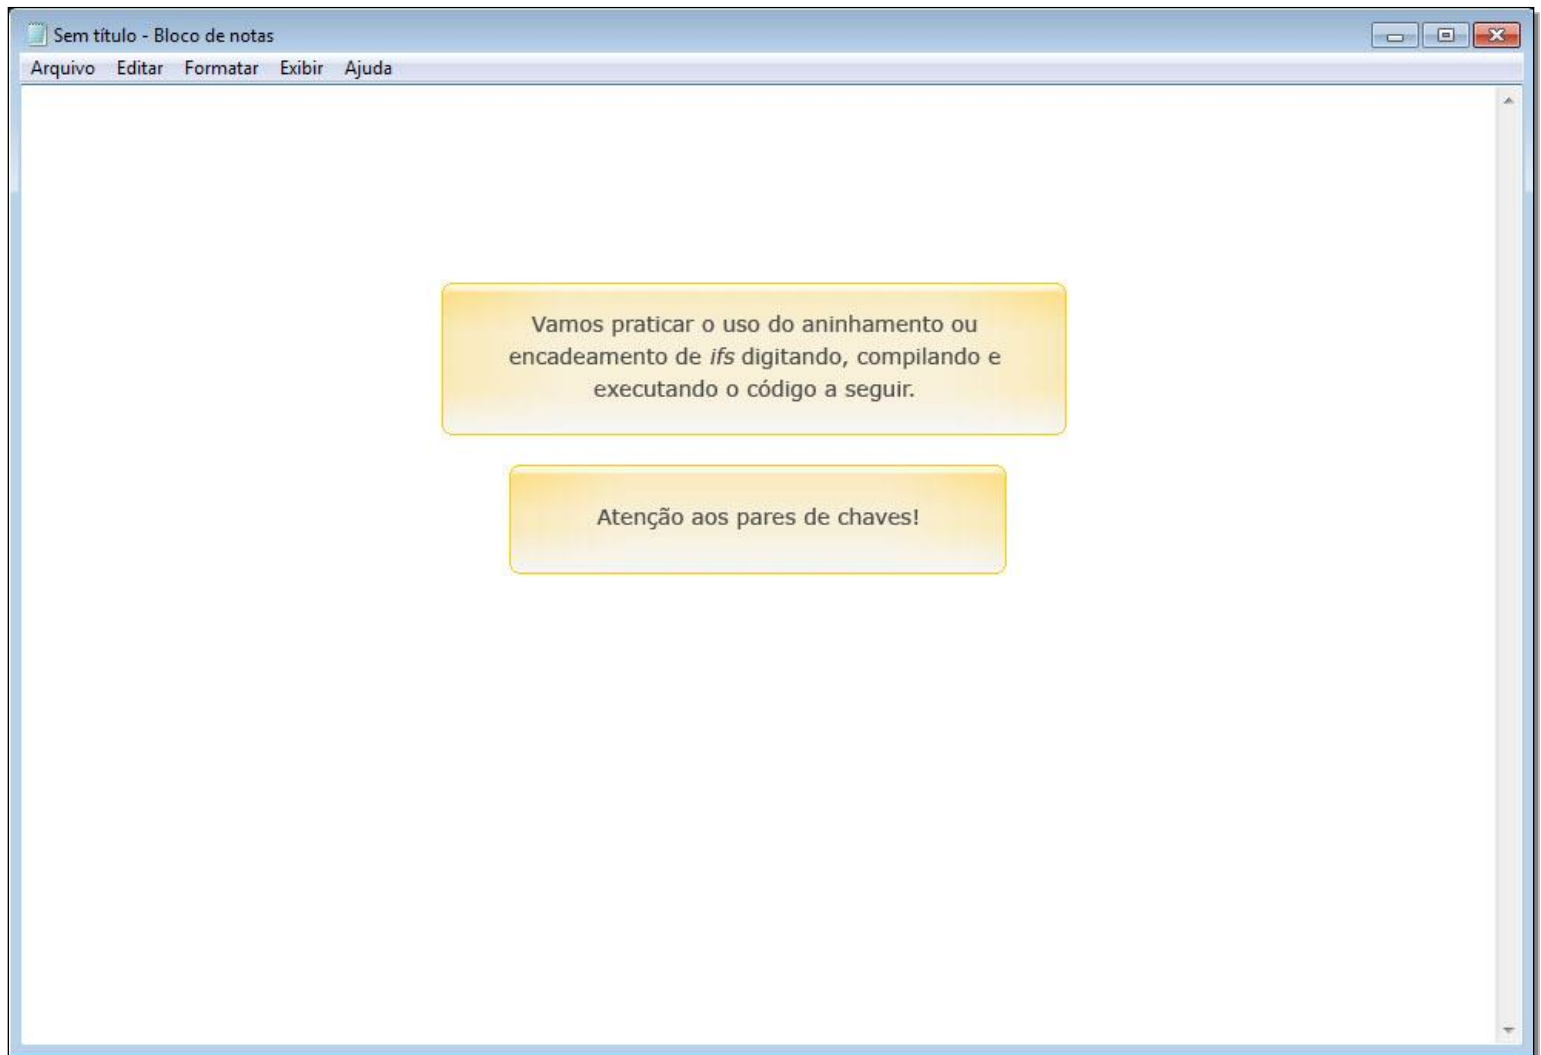 Sem título - Bloco de notas
Arquivo Editar Formatar Exibir Ajuda
Vamos praticar o uso do aninhamento ou
encadeamento de ifs digitando, compilando e
executando o código a seguir.
Atenção aos pares de chaves!